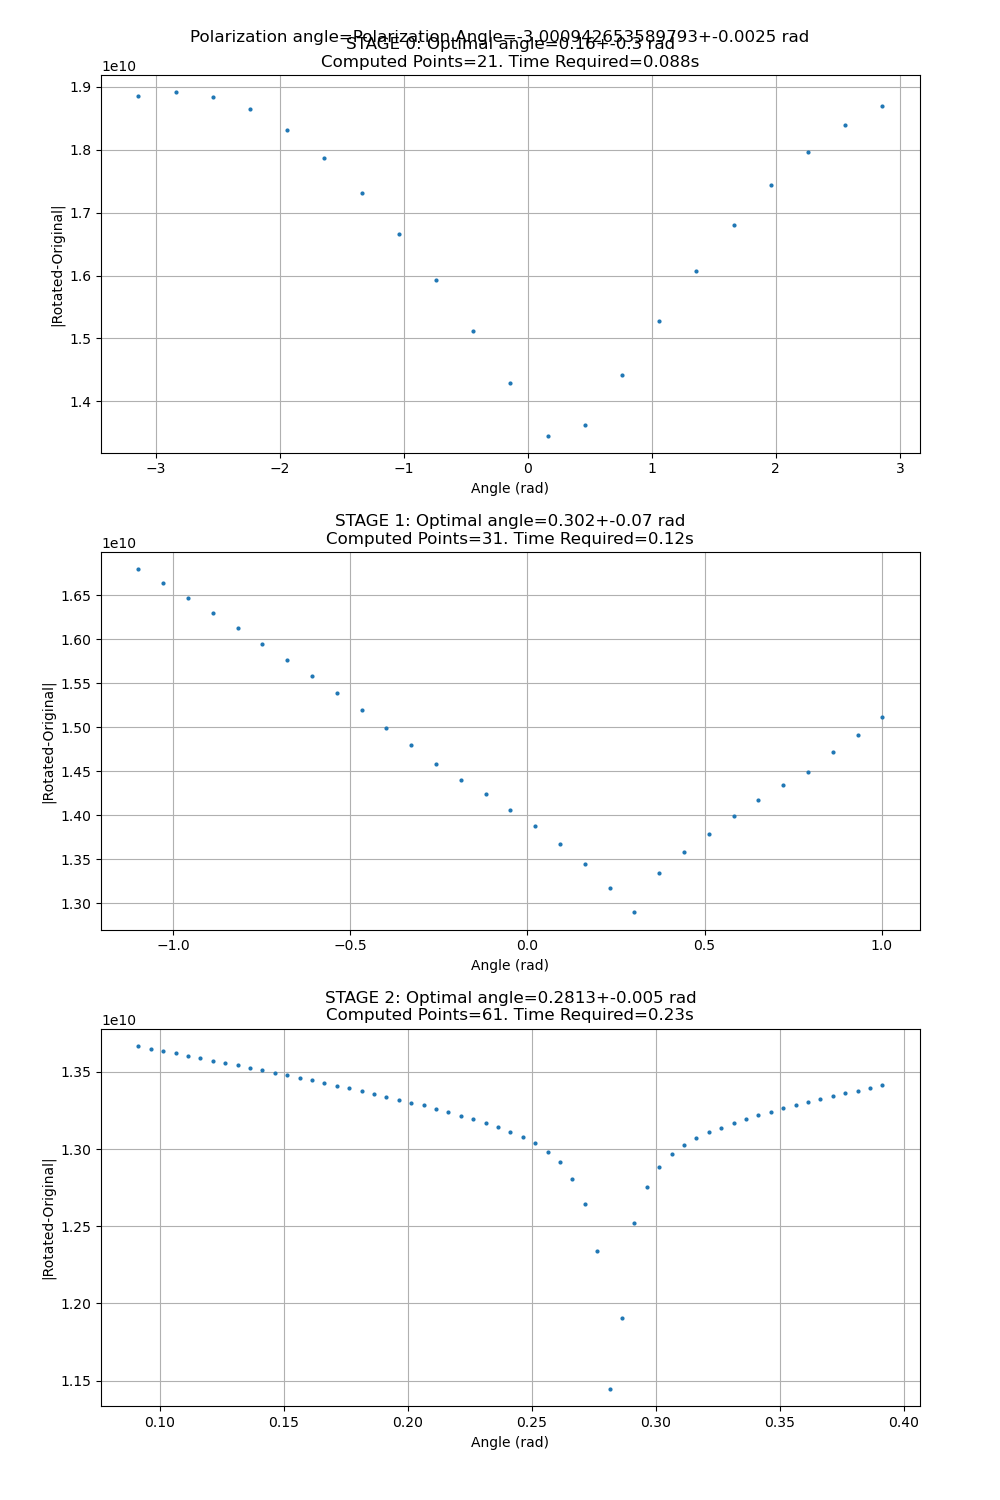 Polarization angle=Polarization Angle=-3.000942653589793+-0.0025 rad
STAGE 0: Optimal angle=0.16+-0.3 rad
Computed Points=21. Time Required=0.088s
1e10
1.9
1.8
1.7
1.6
1.5
1.4
|Rotated-Original|
−3 −2 −1 0 1 2 3
Angle (rad)
STAGE 1: Optimal angle=0.302+-0.07 rad
Computed Points=31. Time Required=0.12s
1e10
1.65
1.60
1.55
1.50
1.45
1.40
1.35
1.30
|Rotated-Original|
−1.0 −0.5 0.0 0.5 1.0
Angle (rad)
STAGE 2: Optimal angle=0.2813+-0.005 rad
Computed Points=61. Time Required=0.23s
1e10
1.35
1.30
1.25
1.20
1.15
|Rotated-Original|
0.10 0.15 0.20 0.25 0.30 0.35 0.40
Angle (rad)